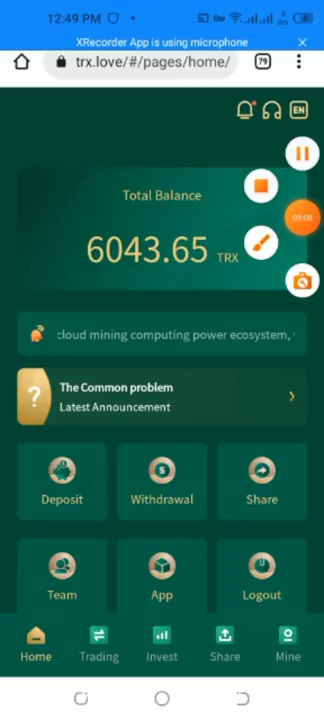 12:49 PM
XRecorder App is using microphone
trx.love/#/pages/home/
79
EN
Total Balance
6043.65 TRX
cloud mining computing power ecosystem,
?
The Common problem
Latest Announcement
Deposit
Withdrawal
Share
Team
App
Logout
Home
Trading
Invest
Share
Mine